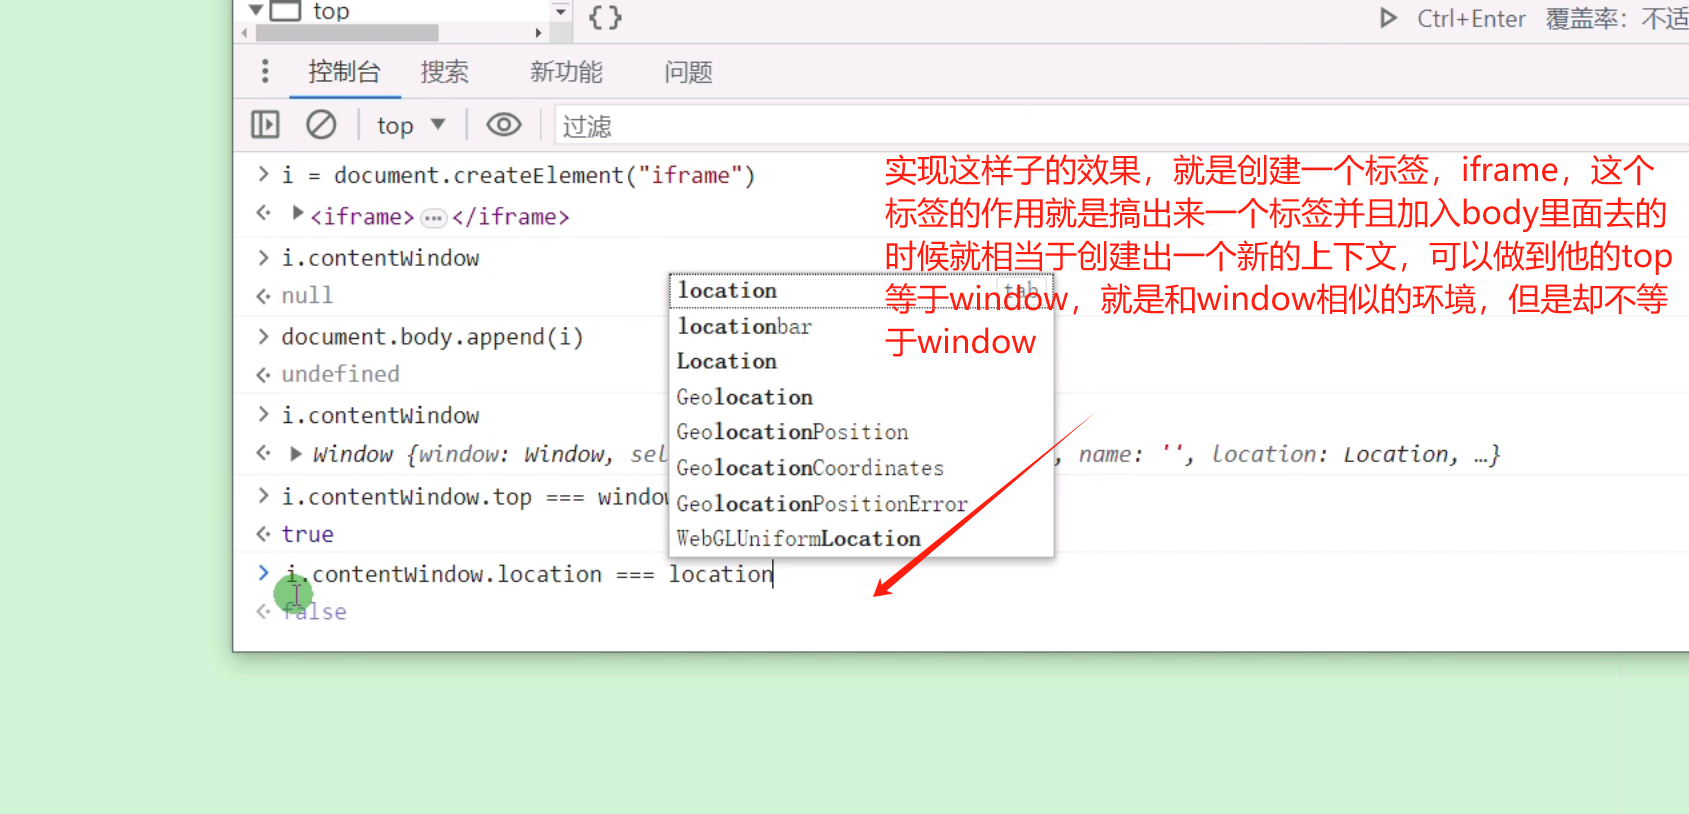 top
{ }
Ctrl+Enter 覆盖率：不适
控制台 搜索 新功能 问题
top 过滤
i = document.createElement("iframe")
<iframe>…</iframe>
i.contentWindow
null
document.body.append(i)
undefined
i.contentWindow
Window {window: Window, sel , name: '', location: Location, …}
i.contentWindow.top === window
true
i.contentWindow.location === location
false
location tab
locationbar
Location
Geolocation
GeolocationPosition
GeolocationCoordinates
GeolocationPositionError
WebGLUniformLocation
实现这样子的效果，就是创建一个标签，iframe，这个
标签的作用就是搞出来一个标签并且加入body里面去的
时候就相当于创建出一个新的上下文，可以做到他的top
等于window，就是和window相似的环境，但是却不等
于window